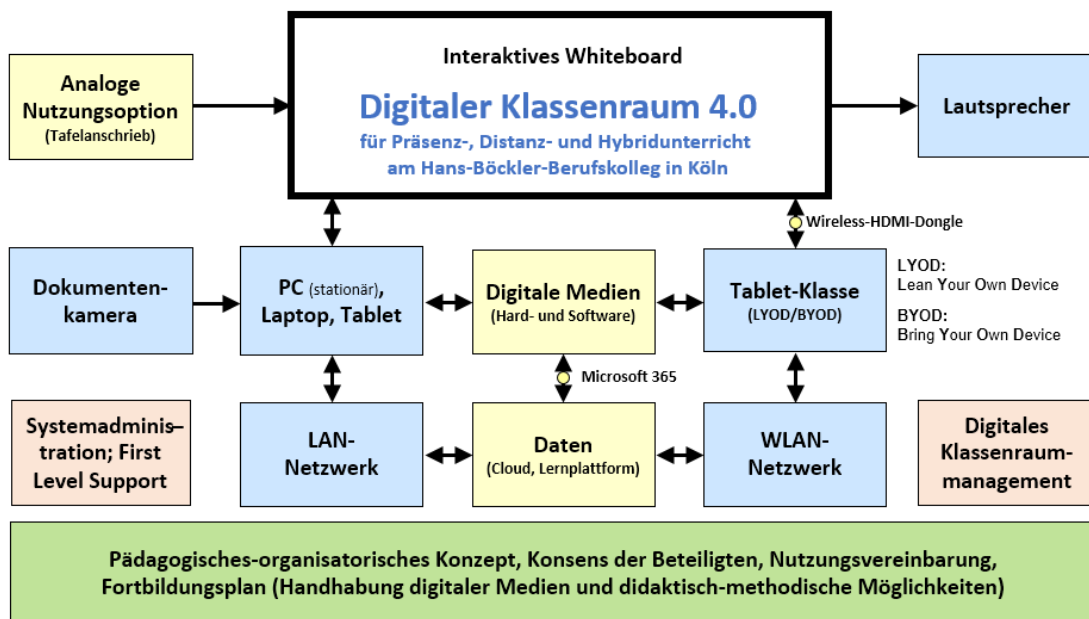 Interaktives Whiteboard
Digitaler Klassenraum 4.0
für Präsenz-, Distanz- und Hybridunterricht
am Hans-Böckler-Berufskolleg in Köln
Analoge
Nutzungsoption
(Tafelanschrieb)
Lautsprecher
Wireless-HDMI-Dongle
Dokumenten-
kamera
PC (stationär),
Laptop, Tablet
Digitale Medien
(Hard- und Software)
Tablet-Klasse
(LYOD/BYOD)
LYOD:
Lean Your Own Device
BYOD:
Bring Your Own Device
Microsoft 365
Systemadminis–
tration; First
Level Support
LAN-
Netzwerk
Daten
(Cloud, Lernplattform)
WLAN-
Netzwerk
Digitales
Klassenraum-
management
Pädagogisches-organisatorisches Konzept, Konsens der Beteiligten, Nutzungsvereinbarung,
Fortbildungsplan (Handhabung digitaler Medien und didaktisch-methodische Möglichkeiten)